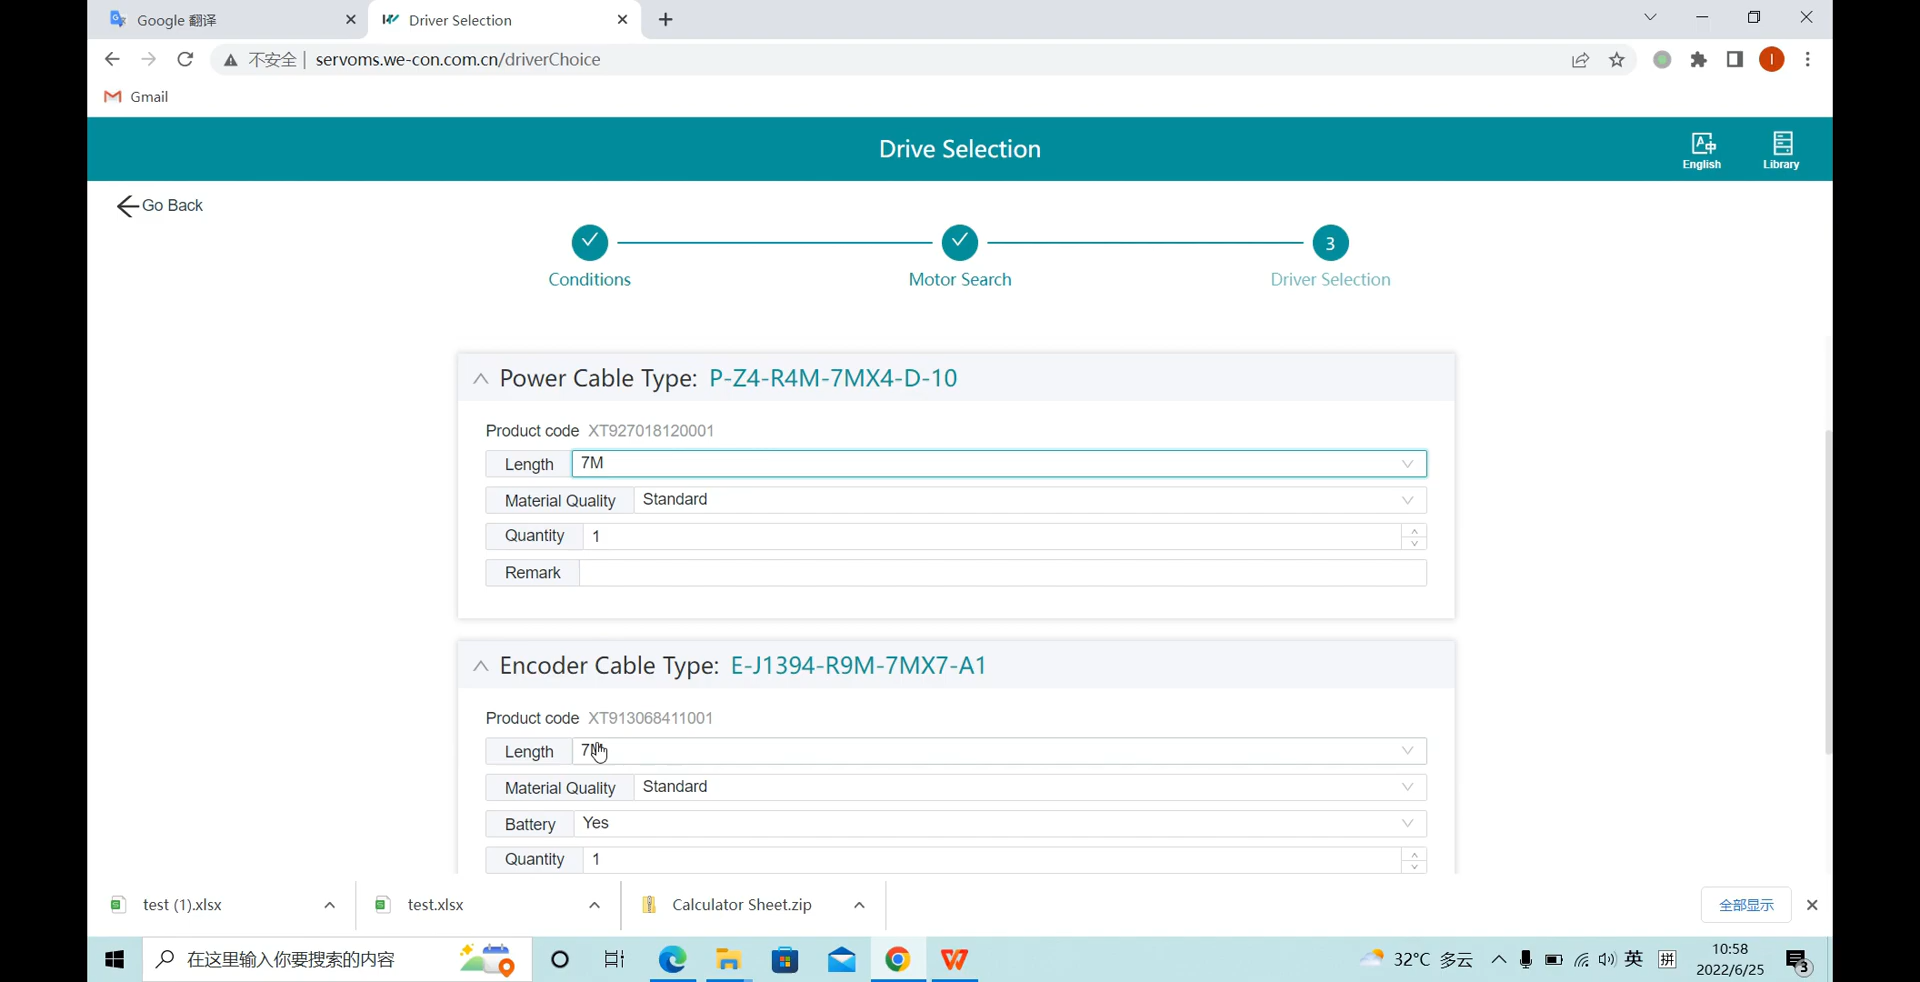 Google 翻译
Driver Selection
不安全 | servoms.we-con.com.cn/driverChoice
I
Gmail
Drive Selection
English
Library
Go Back
3
Conditions
Motor Search
Driver Selection
Power Cable Type: P-Z4-R4M-7MX4-D-10
Product code XT927018120001
Length 7M
Material Quality Standard
Quantity 1
Remark
Encoder Cable Type: E-J1394-R9M-7MX7-A1
Product code XT913068411001
Length 7M
Material Quality Standard
Battery Yes
Quantity 1
test (1).xlsx
test.xlsx
Calculator Sheet.zip
全部显示
在这里输入你要搜索的内容
32°C 多云
英
拼
10:58
2022/6/25
3